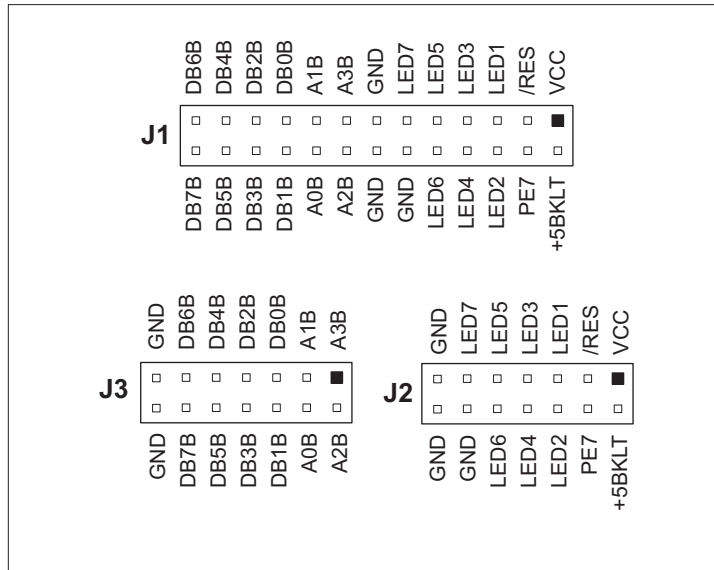 DB6B DB4B DB2B DB0B A1B A3B GND LED7 LED5 LED3 LED1 /RES VCC
J1
DB7B DB5B DB3B DB1B A0B A2B GND GND LED6 LED4 LED2 PE7 +5BKLT
GND DB6B DB4B DB2B DB0B A1B A3B
J3
GND DB7B DB5B DB3B DB1B A0B A2B
GND LED7 LED5 LED3 LED1 /RES VCC
J2
GND GND LED6 LED4 LED2 PE7 +5BKLT